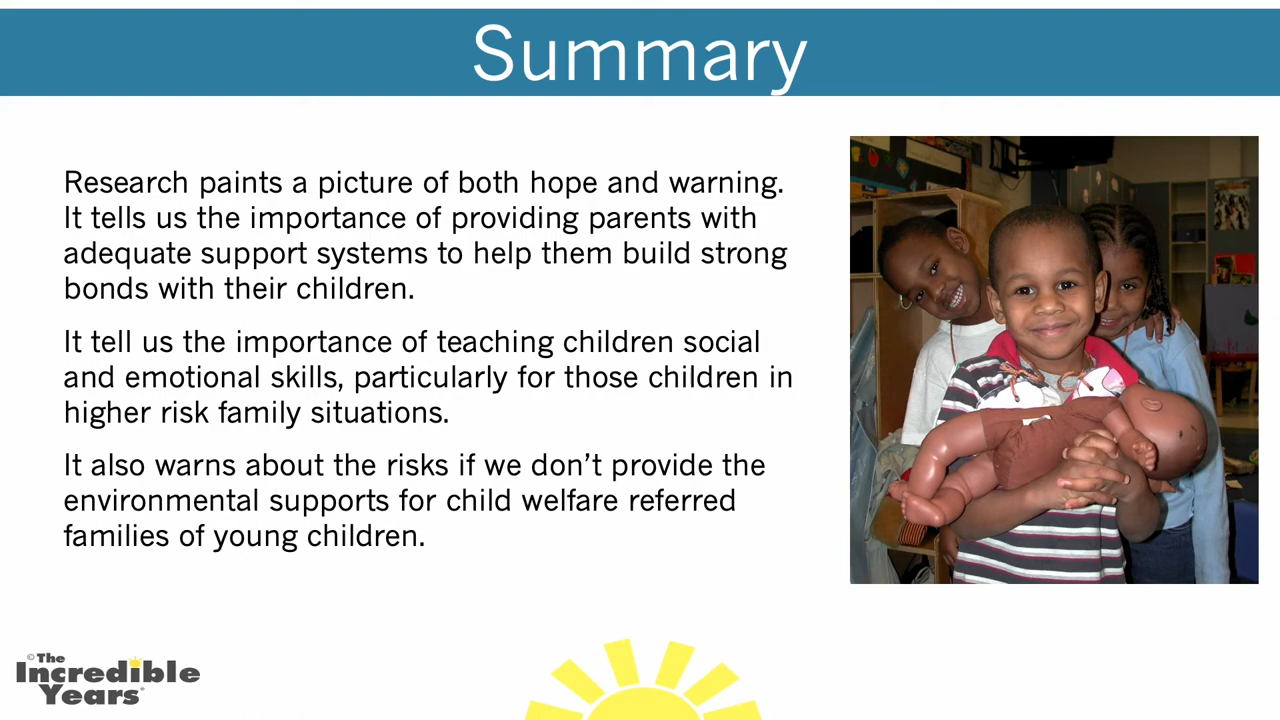 Summary
Research paints a picture of both hope and warning.
It tells us the importance of providing parents with
adequate support systems to help them build strong
bonds with their children.
It tell us the importance of teaching children social
and emotional skills, particularly for those children in
higher risk family situations.
It also warns about the risks if we don’t provide the
environmental supports for child welfare referred
families of young children.
© The
Incredible
Years®